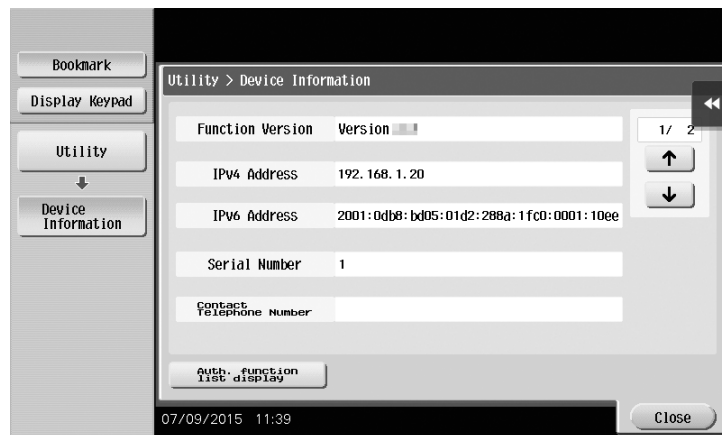 Bookmark
Display Keypad
Utility
Device
Information
Utility > Device Information
Function Version Version
1/ 2
IPv4 Address 192.168.1.20
IPv6 Address 2001:0db8:bd05:01d2:288a:1fc0:0001:10ee
Serial Number 1
Contact
Telephone Number
Auth. function
list display
07/09/2015 11:39
Close